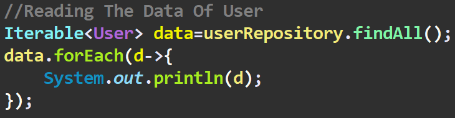 //Reading The Data Of User
Iterable<User> data=userRepository.findAll();
data.forEach(d->{
    System.out.println(d);
});